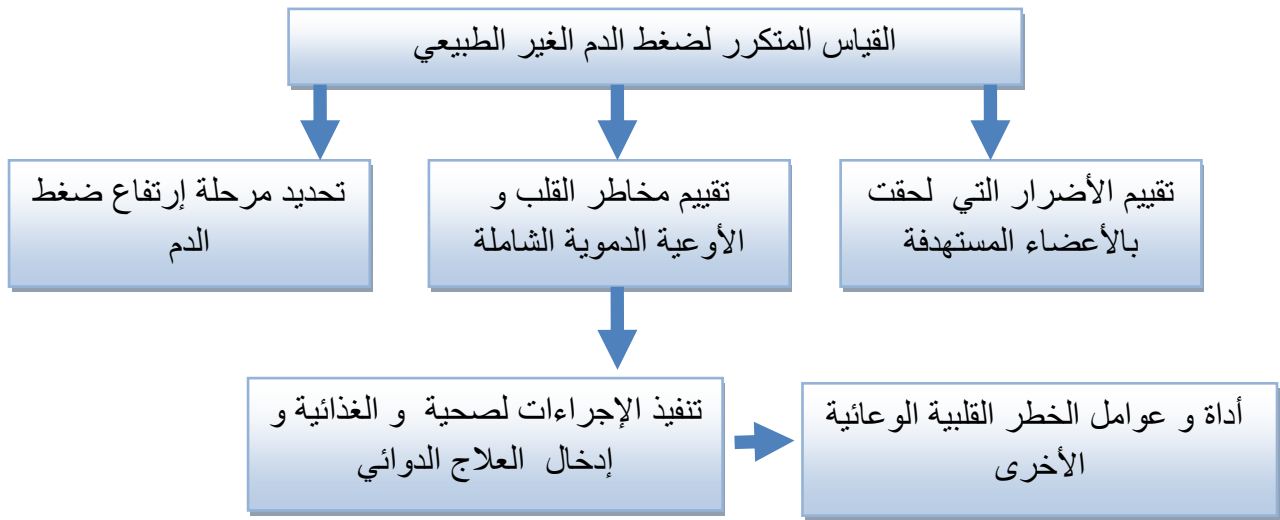 القياس المتكرر لضغط الدم الغير الطبيعي
تقييم الأضرار التي لحقت
بالأعضاء المستهدفة
تقييم مخاطر القلب و
الأوعية الدموية الشاملة
تحديد مرحلة إرتفاع ضغط
الدم
تنفيذ الإجراءات لصحية و الغذائية و
إدخال العلاج الدوائي
أداة و عوامل الخطر القلبية الوعائية
الأخرى